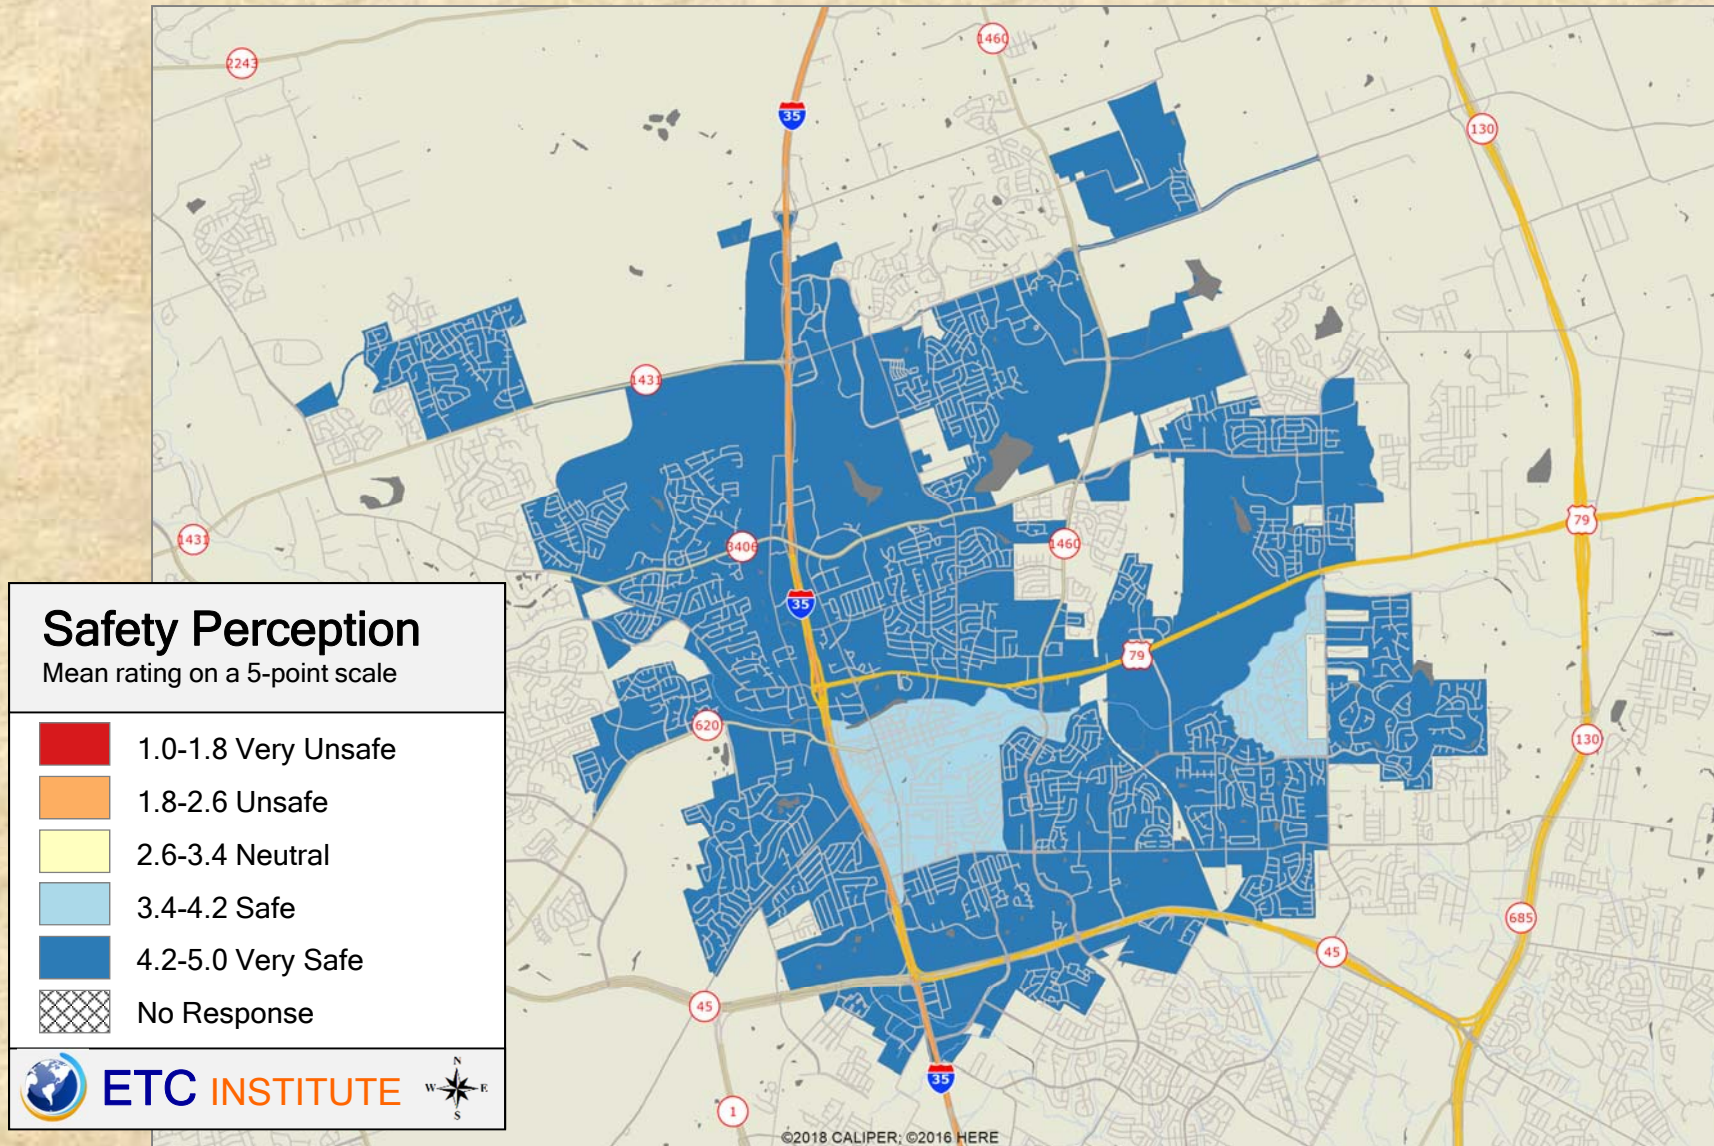 2243
1460
35
130
1431
1431
3406
1460
79
35
79
620
130
685
45
45
35
1
Safety Perception
Mean rating on a 5-point scale
1.0-1.8 Very Unsafe
1.8-2.6 Unsafe
2.6-3.4 Neutral
3.4-4.2 Safe
4.2-5.0 Very Safe
No Response
ETC INSTITUTE
N
W E
S
©2018 CALIPER; ©2016 HERE